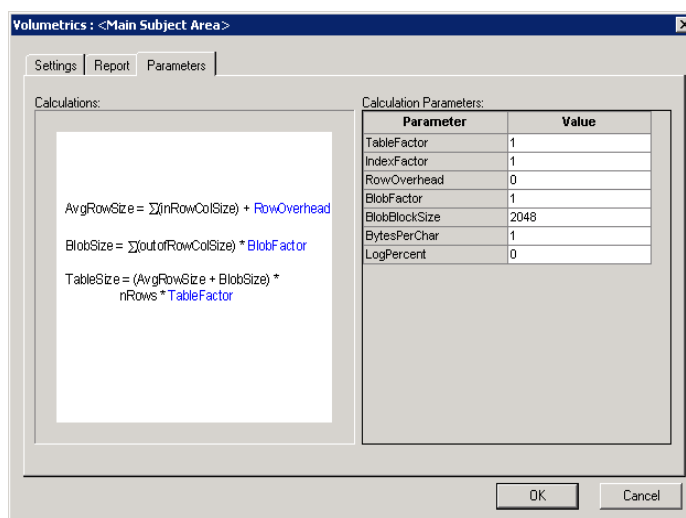 Volumetrics : <Main Subject Area>
Settings Report Parameters
Calculations:
AvgRowSize = ∑(inRowColSize) + RowOverhead
BlobSize = ∑(outofRowColSize) * BlobFactor
TableSize = (AvgRowSize + BlobSize) *
nRows * TableFactor
Calculation Parameters:
Parameter Value
TableFactor 1
IndexFactor 1
RowOverhead 0
BlobFactor 1
BlobBlockSize 2048
BytesPerChar 1
LogPercent 0
OK Cancel